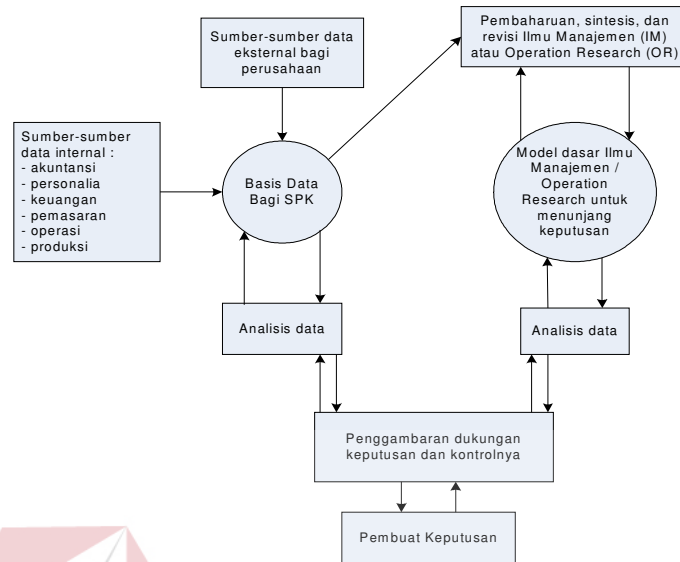 Sumber-sumber data
eksternal bagi
perusahaan
Pembaharuan, sintesis, dan
revisi Ilmu Manajemen (IM)
atau Operation Research (OR)
Sumber-sumber
data internal :
- akuntansi
- personalia
- keuangan
- pemasaran
- operasi
- produksi
Basis Data
Bagi SPK
Model dasar Ilmu
Manajemen /
Operation
Research untuk
menunjang
keputusan
Analisis data
Analisis data
Penggambaran dukungan
keputusan dan kontrolnya
Pembuat Keputusan